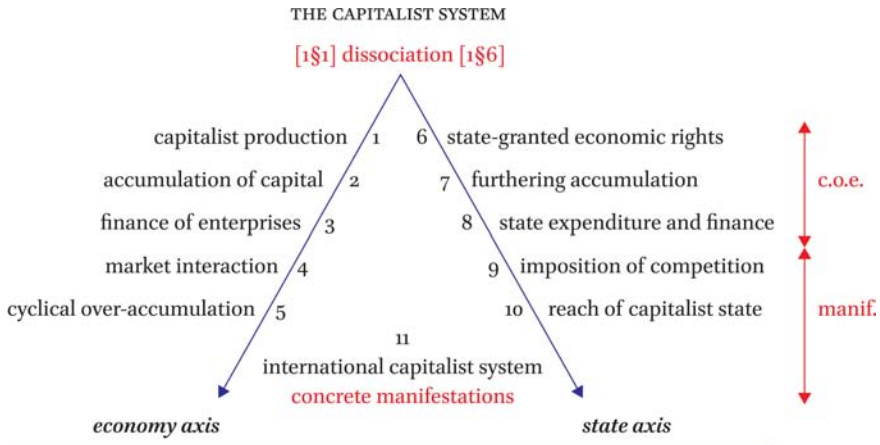 THE CAPITALIST SYSTEM
[1§1] dissociation [1§6]
capitalist production 1 6 state-granted economic rights
accumulation of capital 2 7 furthering accumulation c.o.e.
finance of enterprises 3 8 state expenditure and finance
market interaction 4 9 imposition of competition
cyclical over-accumulation 5 10 reach of capitalist state manif.
11
international capitalist system
concrete manifestations
economy axis state axis